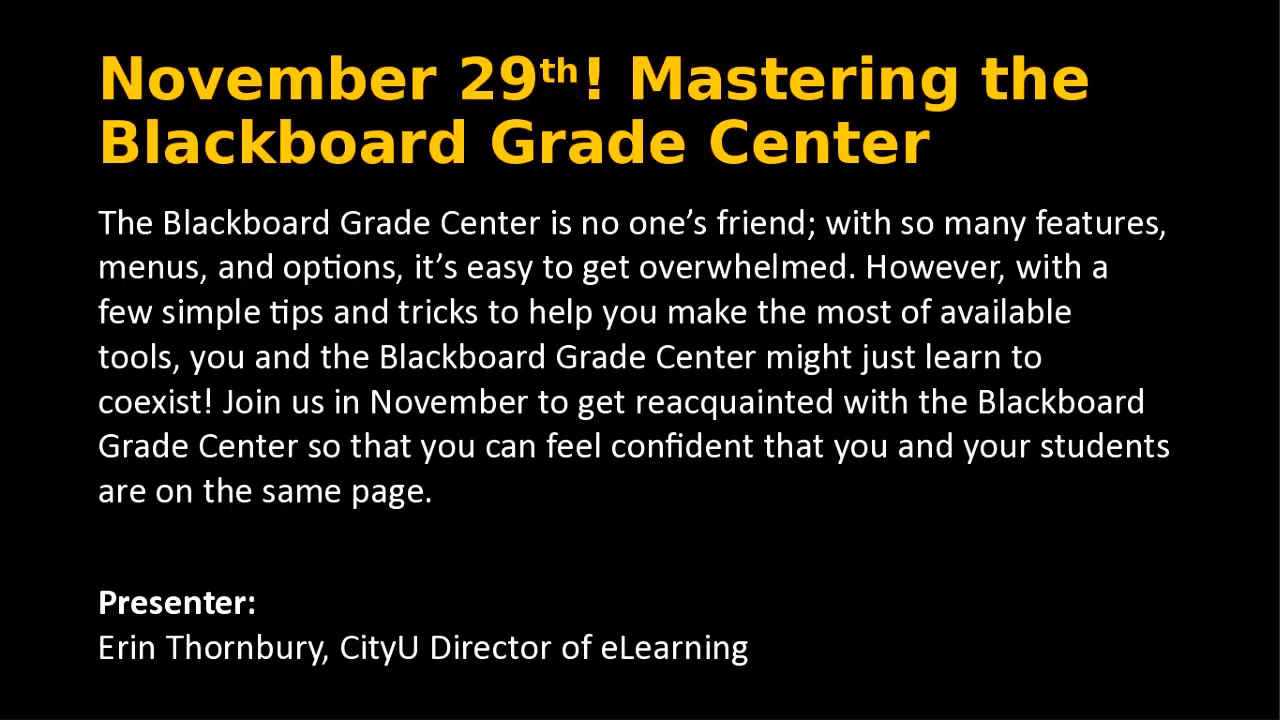 November 29th! Mastering the
Blackboard Grade Center
The Blackboard Grade Center is no one’s friend; with so many features,
menus, and options, it’s easy to get overwhelmed. However, with a
few simple tips and tricks to help you make the most of available
tools, you and the Blackboard Grade Center might just learn to
coexist! Join us in November to get reacquainted with the Blackboard
Grade Center so that you can feel confident that you and your students
are on the same page.
Presenter:
Erin Thornbury, CityU Director of eLearning